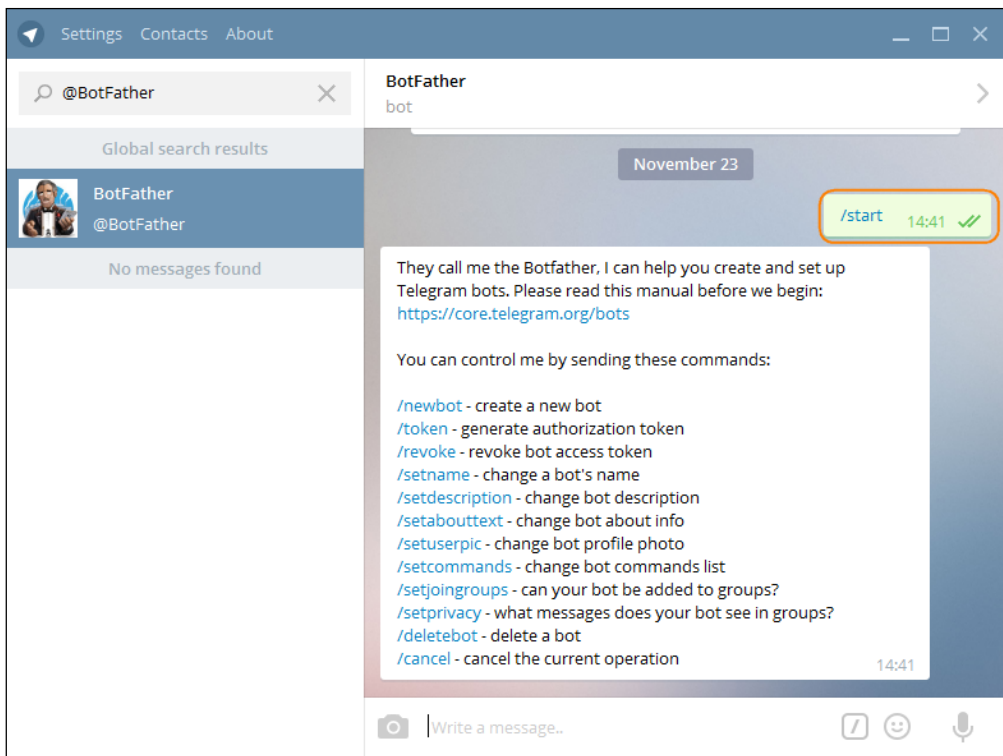 Settings Contacts About
@BotFather
Global search results
BotFather
@BotFather
No messages found
BotFather
bot
November 23
/start 14:41
They call me the Botfather, I can help you create and set up
Telegram bots. Please read this manual before we begin:
https://core.telegram.org/bots
You can control me by sending these commands:
/newbot - create a new bot
/token - generate authorization token
/revoke - revoke bot access token
/setname - change a bot's name
/setdescription - change bot description
/setabouttext - change bot about info
/setuserpic - change bot profile photo
/setcommands - change bot commands list
/setjoingroups - can your bot be added to groups?
/setprivacy - what messages does your bot see in groups?
/deletebot - delete a bot
/cancel - cancel the current operation
14:41
Write a message..